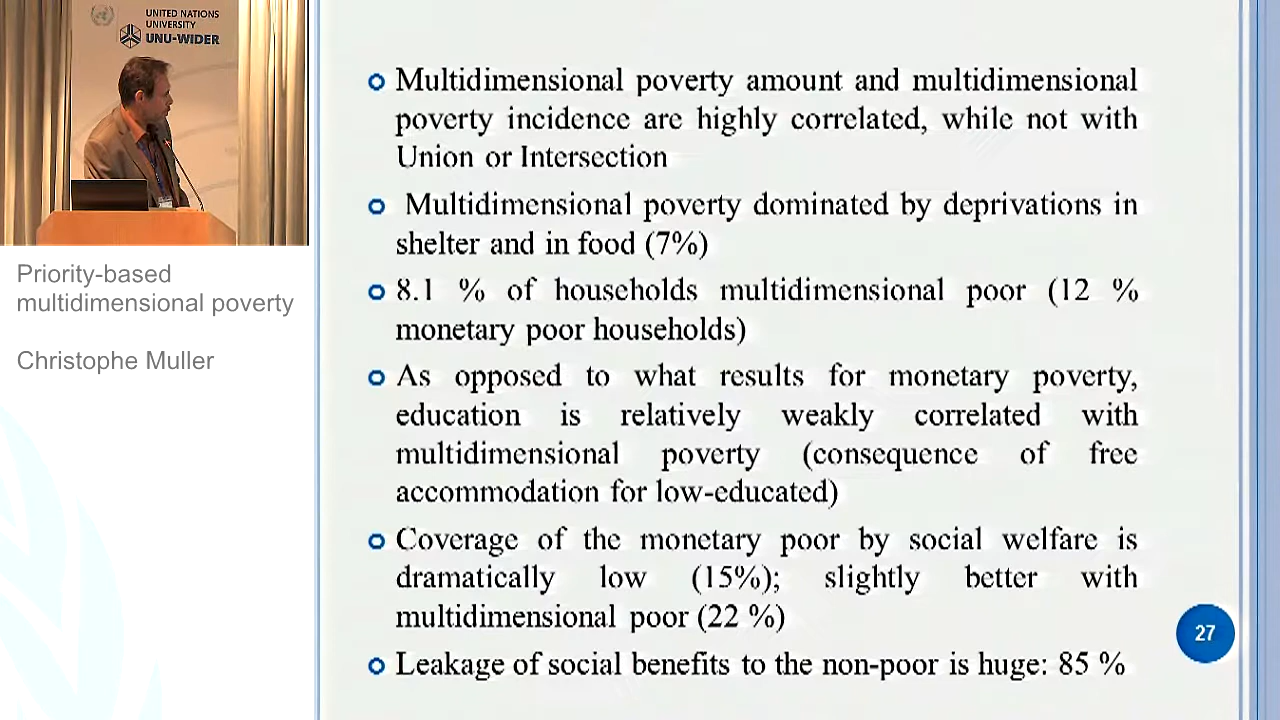 UNITED NATIONS
UNIVERSITY
UNU-WIDER
Priority-based
multidimensional poverty
Christophe Muller
Multidimensional poverty amount and multidimensional
poverty incidence are highly correlated, while not with
Union or Intersection
Multidimensional poverty dominated by deprivations in
shelter and in food (7%)
8.1 % of households multidimensional poor (12 %
monetary poor households)
As opposed to what results for monetary poverty,
education is relatively weakly correlated with
multidimensional poverty (consequence of free
accommodation for low-educated)
Coverage of the monetary poor by social welfare is
dramatically low (15%); slightly better with
multidimensional poor (22 %)
Leakage of social benefits to the non-poor is huge: 85 %
27